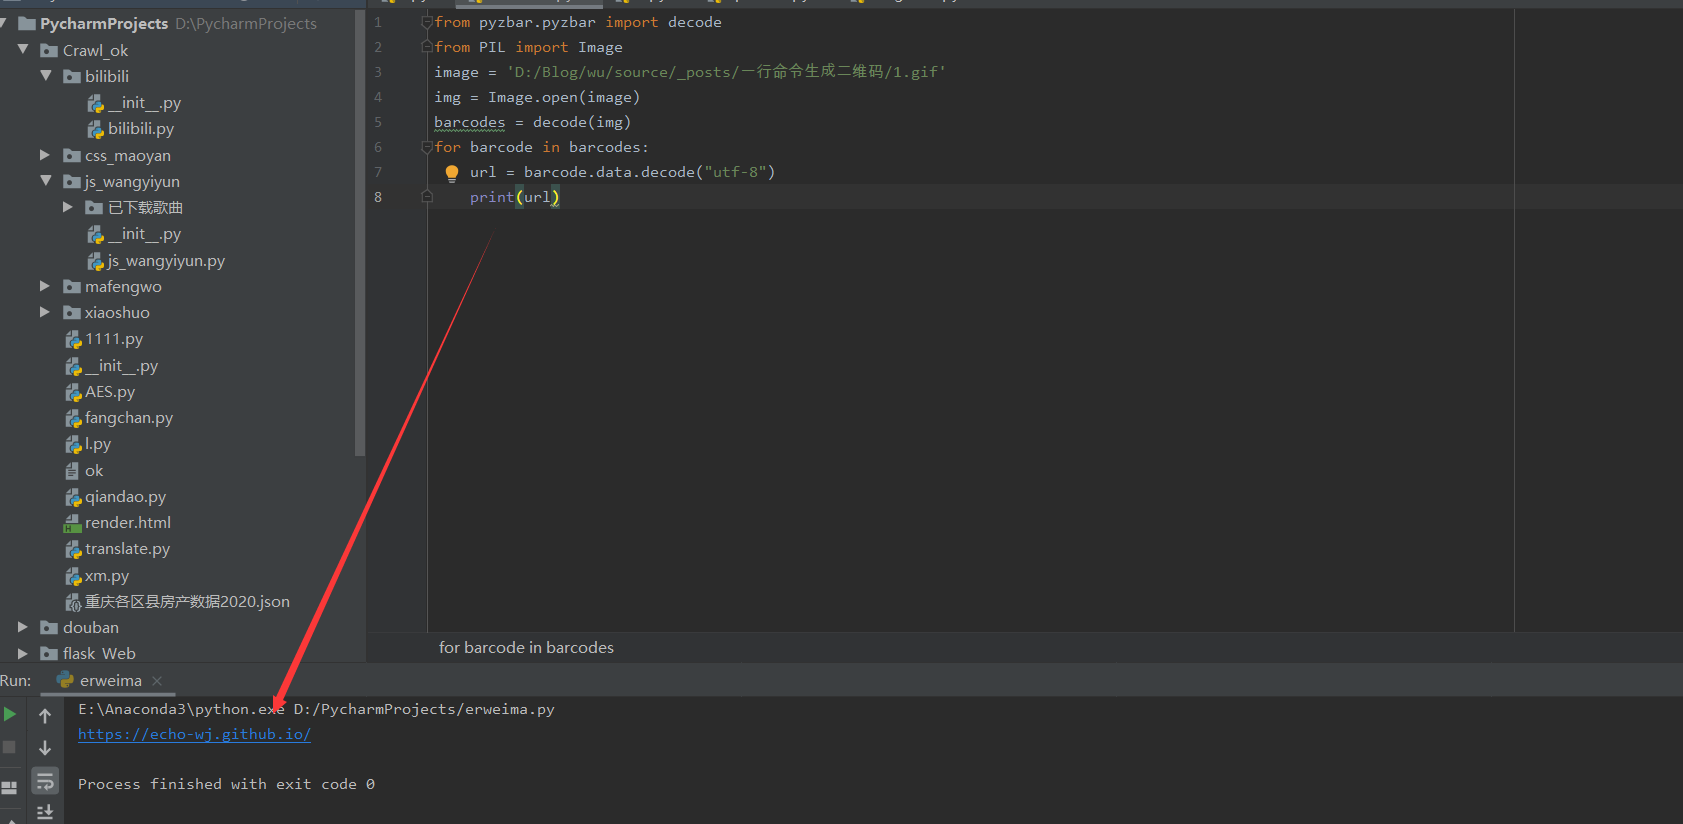 PycharmProjects D:\PycharmProjects
Crawl_ok
bilibili
__init__.py
bilibili.py
css_maoyan
js_wangyiyun
已下载歌曲
__init__.py
js_wangyiyun.py
mafengwo
xiaoshuo
1111.py
__init__.py
AES.py
fangchan.py
l.py
ok
qiandao.py
render.html
translate.py
xm.py
重庆各区县房产数据2020.json
douban
flask_Web
1 from pyzbar.pyzbar import decode
2 from PIL import Image
3 image = 'D:/Blog/wu/source/_posts/一行命令生成二维码/1.gif'
4 img = Image.open(image)
5 barcodes = decode(img)
6 for barcode in barcodes:
7 url = barcode.data.decode("utf-8")
8 print(url)
for barcode in barcodes
Run: erweima
E:\Anaconda3\python.exe D:/PycharmProjects/erweima.py
https://echo-wj.github.io/
Process finished with exit code 0